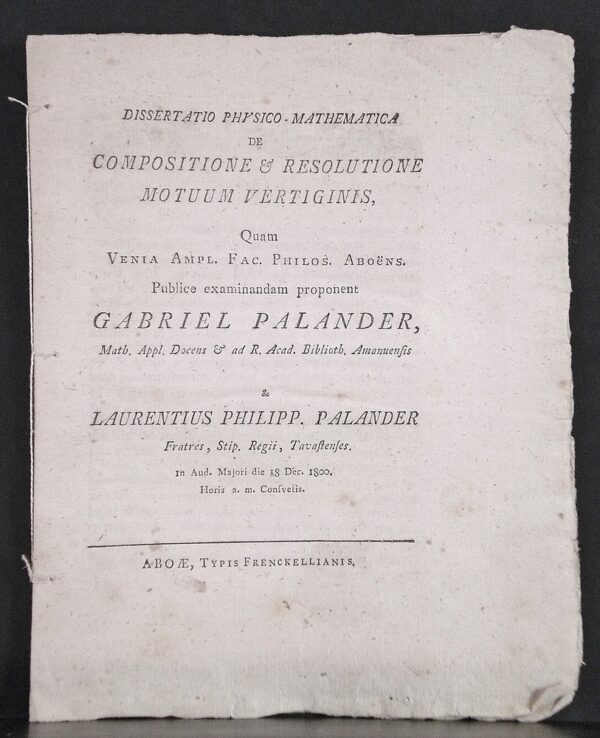 DISSERTATIO PHYSICO-MATHEMATICA
DE
COMPOSITIONE & RESOLUTIONE
MOTUUM VERTIGINIS,
Quam
VENIA AMPL. FAC. PHILOS. ABOËNS.
Publice examinandam proponent
GABRIEL PALANDER,
Math. Appl. Docens & ad R. Acad. Biblioth. Amanuenſis
&
LAURENTIUS PHILIPP. PALANDER
Fratres, Stip. Regii, Tavaſtenſes.
in Aud. Majori die 18 Dec. 1800.
Horis a. m. Conſvetis.
ABOÆ, TYPIS FRENCKELLIANIS.